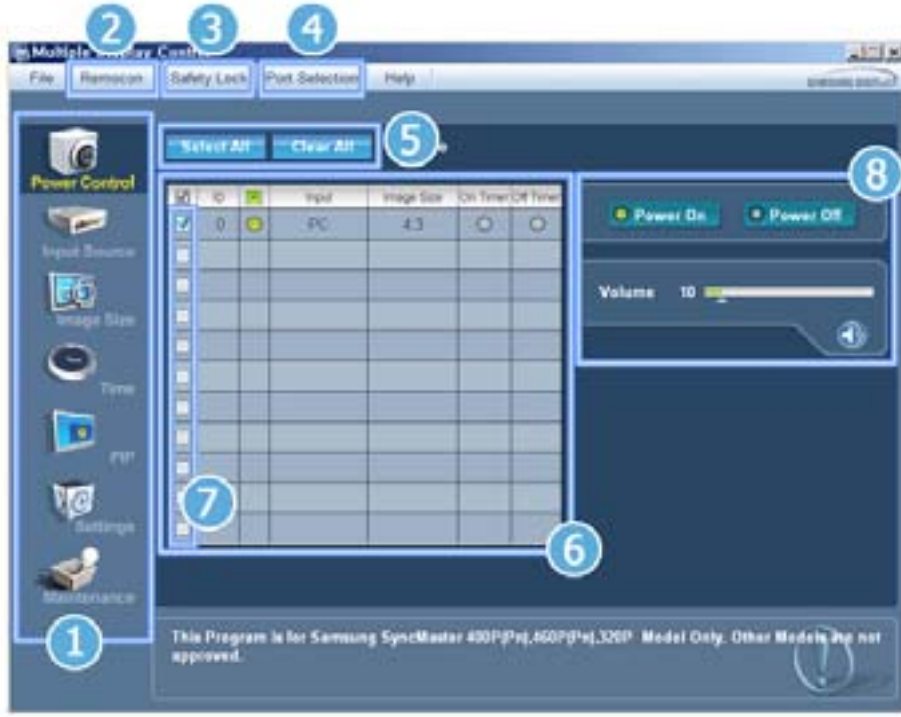 2 3 4
Multiple Display Control
File Remocon Safety Lock Port Selection Help
Select All Clear All 5
8
Power Control
Input Source
Image Size
Time
PIP
Settings
Maintenance
1
ID Input Image Size On Timer Off Timer
0 PC 4:3
7
6
Power On Power Off
Volume 10
This Program is for Samsung SyncMaster 400P(Pn),460P(Pn),320P Model Only. Other Models are not
approved.